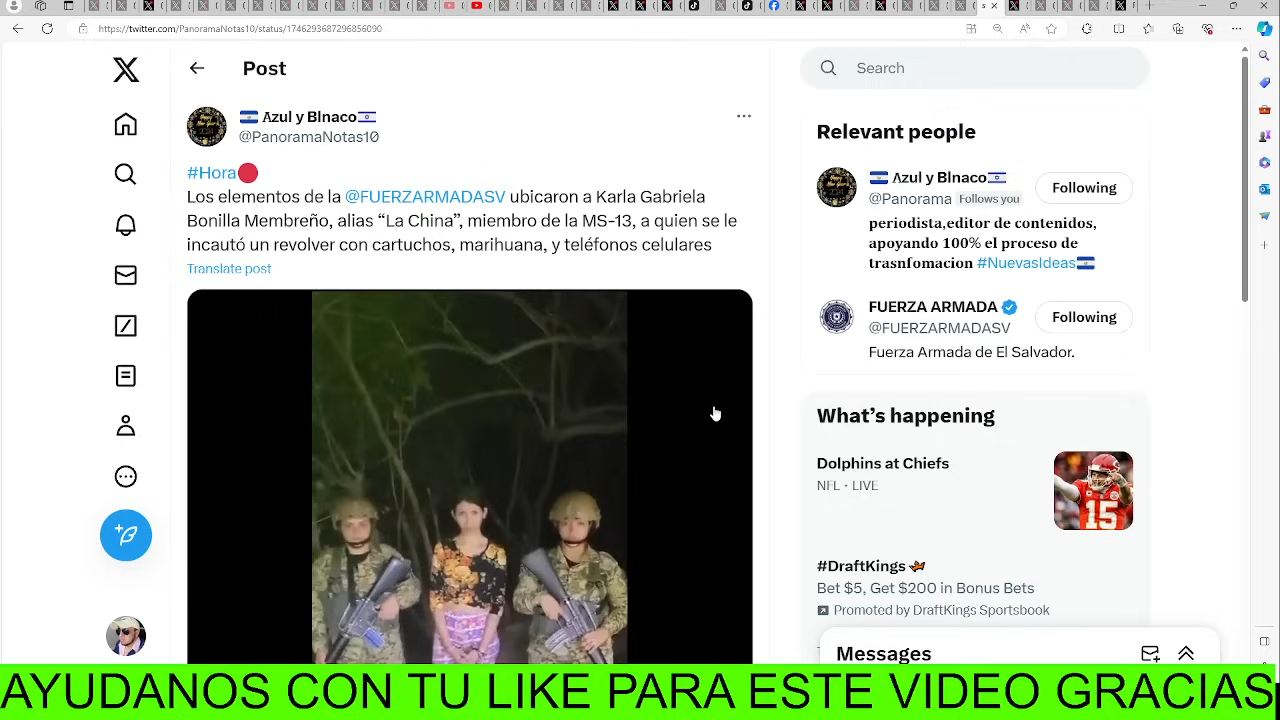 https://twitter.com/PanoramaNotas10/status/1746293687296856090
Post
Azul y Blnaco
@PanoramaNotas10
#Hora
Los elementos de la @FUERZARMADASV ubicaron a Karla Gabriela
Bonilla Membreño, alias “La China”, miembro de la MS-13, a quien se le
incautó un revolver con cartuchos, marihuana, y teléfonos celulares
Translate post
Search
Relevant people
Azul y Blnaco
@Panorama Follows you
Following
periodista,editor de contenidos,
apoyando 100% el proceso de
trasnfomacion #NuevasIdeas
FUERZA ARMADA
@FUERZARMADASV
Following
Fuerza Armada de El Salvador.
What’s happening
Dolphins at Chiefs
NFL · LIVE
15
#DraftKings
Bet $5, Get $200 in Bonus Bets
Promoted by DraftKings Sportsbook
Messages
AYUDANOS CON TU LIKE PARA ESTE VIDEO GRACIAS